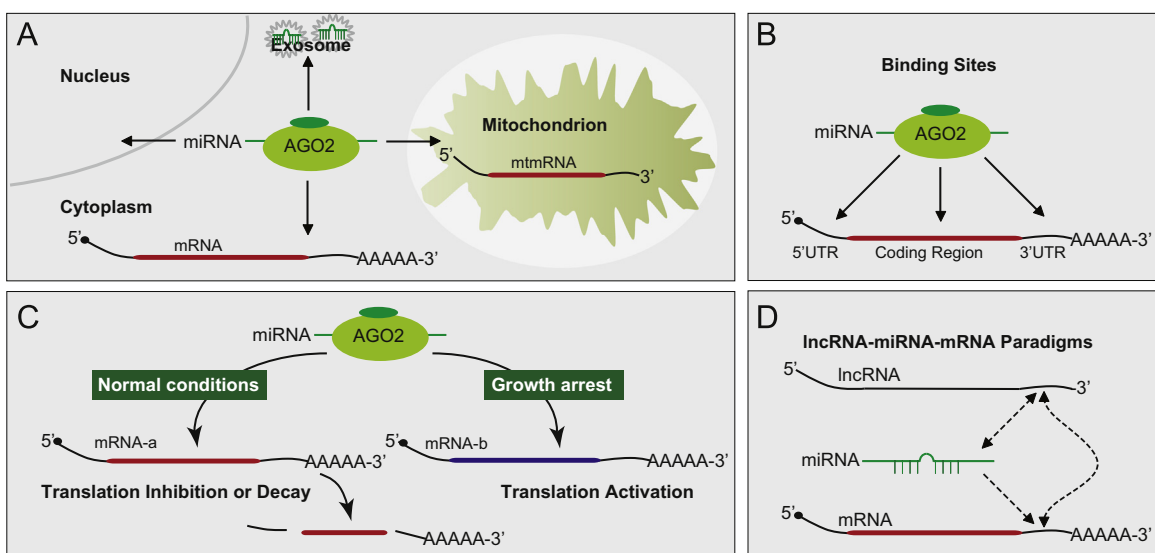 A
Exosome
Nucleus
miRNA
AGO2
Mitochondrion
5’
mtmRNA
3’
Cytoplasm
5’
mRNA
AAAAA-3’
B
Binding Sites
miRNA
AGO2
5’
AAAAA-3’
5’UTR
Coding Region
3’UTR
C
miRNA
AGO2
Normal conditions
Growth arrest
5’
mRNA-a
AAAAA-3’
5’
mRNA-b
AAAAA-3’
Translation Inhibition or Decay
Translation Activation
AAAAA-3’
D
lncRNA-miRNA-mRNA Paradigms
5’
lncRNA
3’
miRNA
5’
mRNA
AAAAA-3’